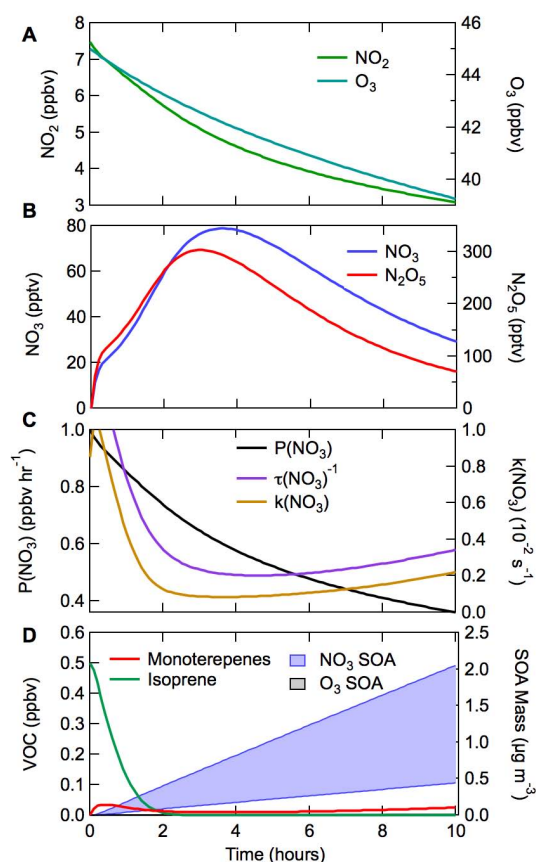 A
8
7
6
5
4
3
NO2 (ppbv)
NO2
O3
46
44
42
40
O3 (ppbv)
B
80
60
40
20
0
NO3 (pptv)
NO3
N2O5
300
200
100
0
N2O5 (pptv)
C
1.0
0.8
0.6
0.4
P(NO3) (ppbv hr-1)
P(NO3)
τ(NO3)-1
k(NO3)
1.0
0.8
0.6
0.4
0.2
0.0
k(NO3) (10-2 s-1)
D
0.6
0.5
0.4
0.3
0.2
0.1
0.0
VOC (ppbv)
Monoterepenes
Isoprene
NO3 SOA
O3 SOA
2.5
2.0
1.5
1.0
0.5
0.0
SOA Mass (μg m-3)
0 2 4 6 8 10
Time (hours)